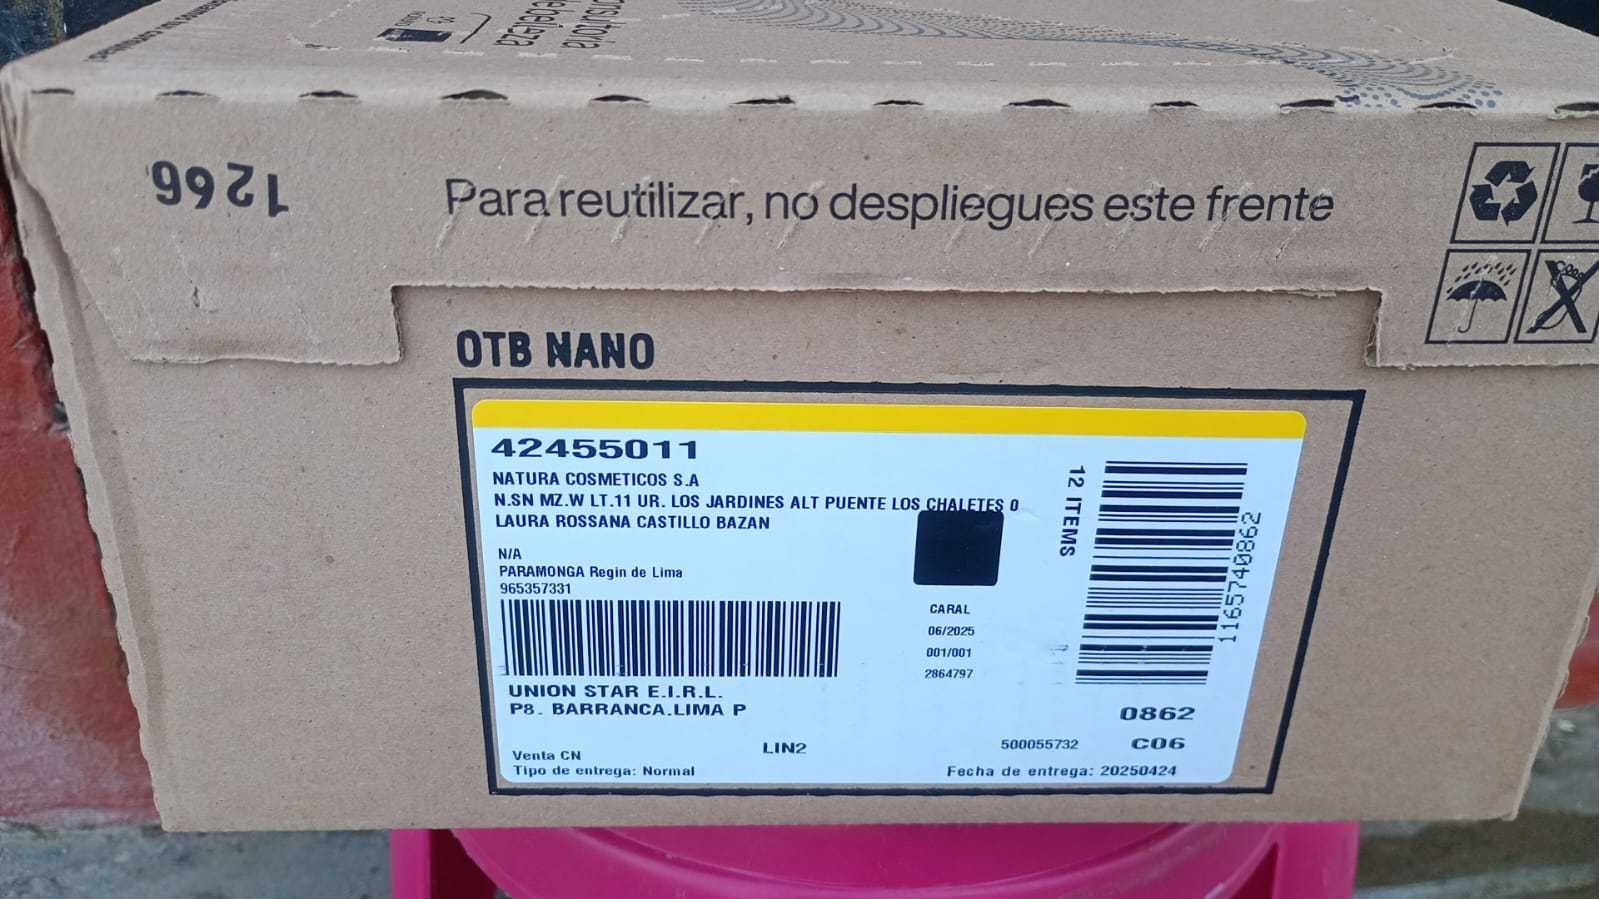 onsultoria
e beleza
1266
Para reutilizar, no despliegues este frente
OTB NANO
42455011
NATURA COSMETICOS S.A
N.SN MZ.W LT.11 UR. LOS JARDINES ALT PUENTE LOS CHALETES 0
LAURA ROSSANA CASTILLO BAZAN
N/A
PARAMONGA Regin de Lima
965357331
UNION STAR E.I.R.L.
P8. BARRANCA.LIMA P
Venta CN
Tipo de entrega: Normal
LIN2
CARAL
06/2025
001/001
2864797
12 ITEMS
1165740862
0862
500055732 C06
Fecha de entrega: 20250424